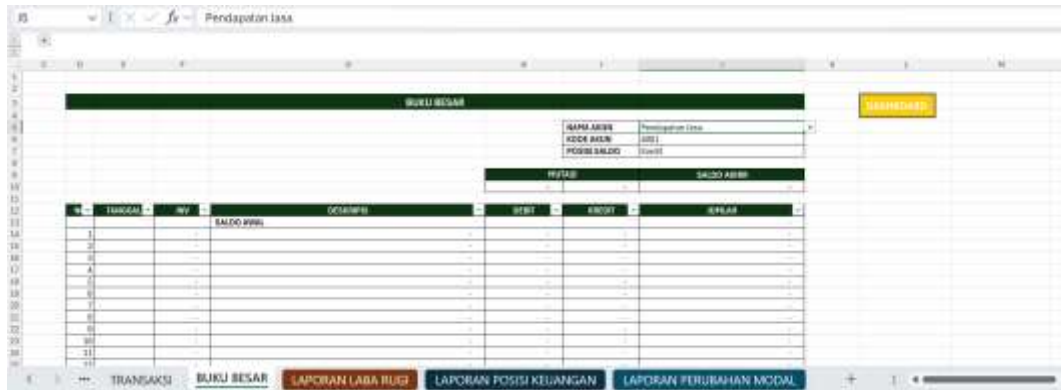 J5 Pendapatan Jasa
BUKU BESAR
DASHBOARD
NAMA AKUN Pendapatan Jasa
KODE AKUN
POSISI SALDO Kredit
MUTASI SALDO AKHIR
TANGGAL INV DESKRIPSI DEBIT KREDIT JUMLAH
SALDO AWAL
1
2
3
4
5
6
7
8
9
10
11
TRANSAKSI BUKU BESAR LAPORAN LABA RUGI LAPORAN POSISI KEUANGAN LAPORAN PERUBAHAN MODAL